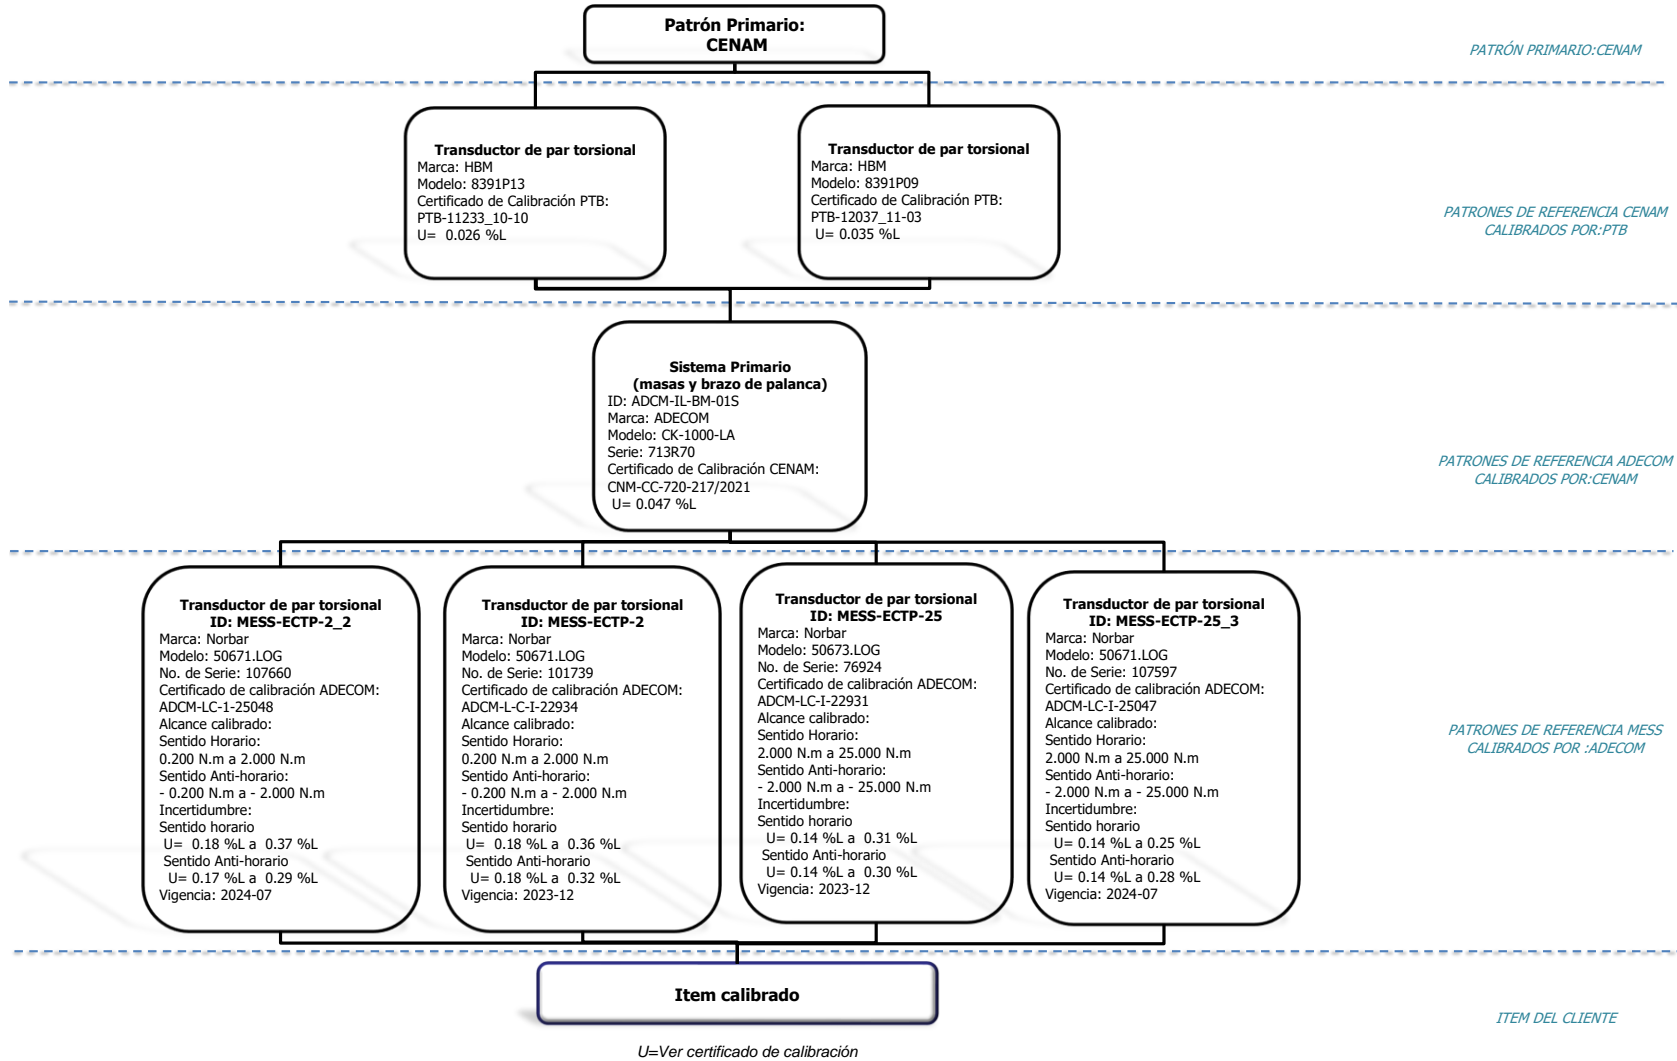 Patrón Primario:
CENAM
PATRÓN PRIMARIO:CENAM
Transductor de par torsional
Marca: HBM
Modelo: 8391P13
Certificado de Calibración PTB:
PTB-11233_10-10
U=  0.026 %L
Transductor de par torsional
Marca: HBM
Modelo: 8391P09
Certificado de Calibración PTB:
PTB-12037_11-03
U= 0.035 %L
PATRONES DE REFERENCIA CENAM
CALIBRADOS POR:PTB
Sistema Primario
(masas y brazo de palanca)
ID: ADCM-IL-BM-01S
Marca: ADECOM
Modelo: CK-1000-LA
Serie: 713R70
Certificado de Calibración CENAM:
CNM-CC-720-217/2021
U= 0.047 %L
PATRONES DE REFERENCIA ADECOM
CALIBRADOS POR:CENAM
Transductor de par torsional
ID: MESS-ECTP-2_2
Marca: Norbar
Modelo: 50671.LOG
No. de Serie: 107660
Certificado de calibración ADECOM:
ADCM-LC-1-25048
Alcance calibrado:
Sentido Horario:
0.200 N.m a 2.000 N.m
Sentido Anti-horario:
- 0.200 N.m a - 2.000 N.m
Incertidumbre:
Sentido horario
U=  0.18 %L a  0.37 %L
Sentido Anti-horario
U= 0.17 %L a  0.29 %L
Vigencia: 2024-07
Transductor de par torsional
ID: MESS-ECTP-2
Marca: Norbar
Modelo: 50671.LOG
No. de Serie: 101739
Certificado de calibración ADECOM:
ADCM-L-C-I-22934
Alcance calibrado:
Sentido Horario:
0.200 N.m a 2.000 N.m
Sentido Anti-horario:
- 0.200 N.m a - 2.000 N.m
Incertidumbre:
Sentido horario
U=  0.18 %L a  0.36 %L
Sentido Anti-horario
U= 0.18 %L a  0.32 %L
Vigencia: 2023-12
Transductor de par torsional
ID: MESS-ECTP-25
Marca: Norbar
Modelo: 50673.LOG
No. de Serie: 76924
Certificado de calibración ADECOM:
ADCM-LC-I-22931
Alcance calibrado:
Sentido Horario:
2.000 N.m a 25.000 N.m
Sentido Anti-horario:
- 2.000 N.m a - 25.000 N.m
Incertidumbre:
Sentido horario
U= 0.14 %L a  0.31 %L
Sentido Anti-horario
U= 0.14 %L a  0.30 %L
Vigencia: 2023-12
Transductor de par torsional
ID: MESS-ECTP-25_3
Marca: Norbar
Modelo: 50671.LOG
No. de Serie: 107597
Certificado de calibración ADECOM:
ADCM-LC-I-25047
Alcance calibrado:
Sentido Horario:
2.000 N.m a 25.000 N.m
Sentido Anti-horario:
- 2.000 N.m a - 25.000 N.m
Incertidumbre:
Sentido horario
U= 0.14 %L a 0.25 %L
Sentido Anti-horario
U= 0.14 %L a 0.28 %L
Vigencia: 2024-07
PATRONES DE REFERENCIA MESS
CALIBRADOS POR :ADECOM
Item calibrado
ITEM DEL CLIENTE
U=Ver certificado de calibración